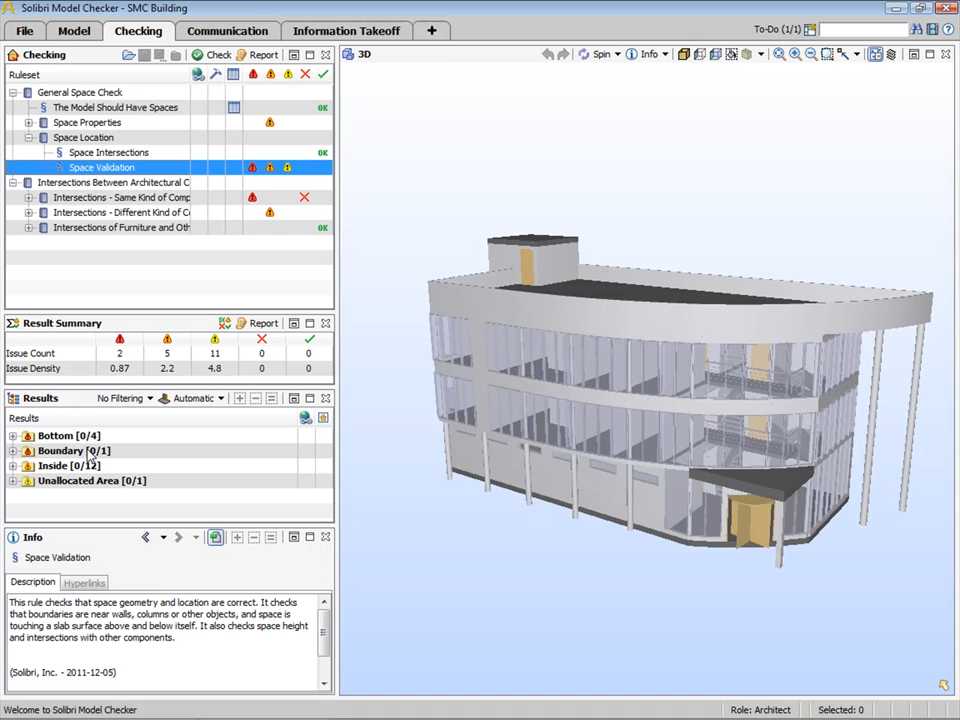 Solibri Model Checker - SMC Building
File
Model
Checking
Communication
Information Takeoff
+
To-Do (1/1)
Checking
Check
Report
3D
Spin
Info
Ruleset
General Space Check
§ The Model Should Have Spaces
OK
Space Properties
Space Location
§ Space Intersections
OK
§ Space Validation
Intersections Between Architectural C
Intersections - Same Kind of Comp
Intersections - Different Kind of Co
Intersections of Furniture and Oth
OK
Result Summary
Report
Issue Count 2 5 11 0 0
Issue Density 0.87 2.2 4.8 0 0
Results
No Filtering
Automatic
Results
Bottom [0/4]
Boundary [0/1]
Inside [0/12]
Unallocated Area [0/1]
Info
§ Space Validation
Description
Hyperlinks
This rule checks that space geometry and location are correct. It checks
that boundaries are near walls, columns or other objects, and space is
touching a slab surface above and below itself. It also checks space height
and intersections with other components.
(Solibri, Inc. - 2011-12-05)
Welcome to Solibri Model Checker
Role: Architect
Selected: 0